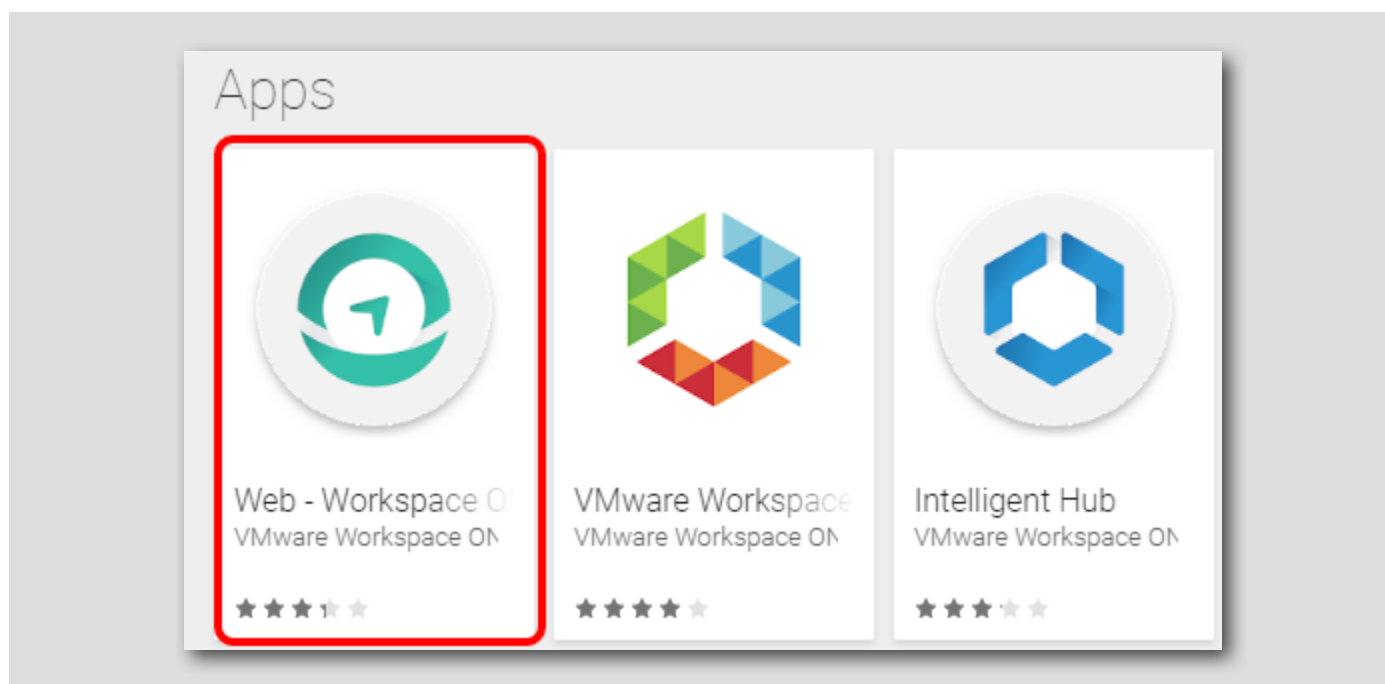 Apps
Web - Workspace O
VMware Workspace ON
VMware Workspace
VMware Workspace ON
Intelligent Hub
VMware Workspace ON